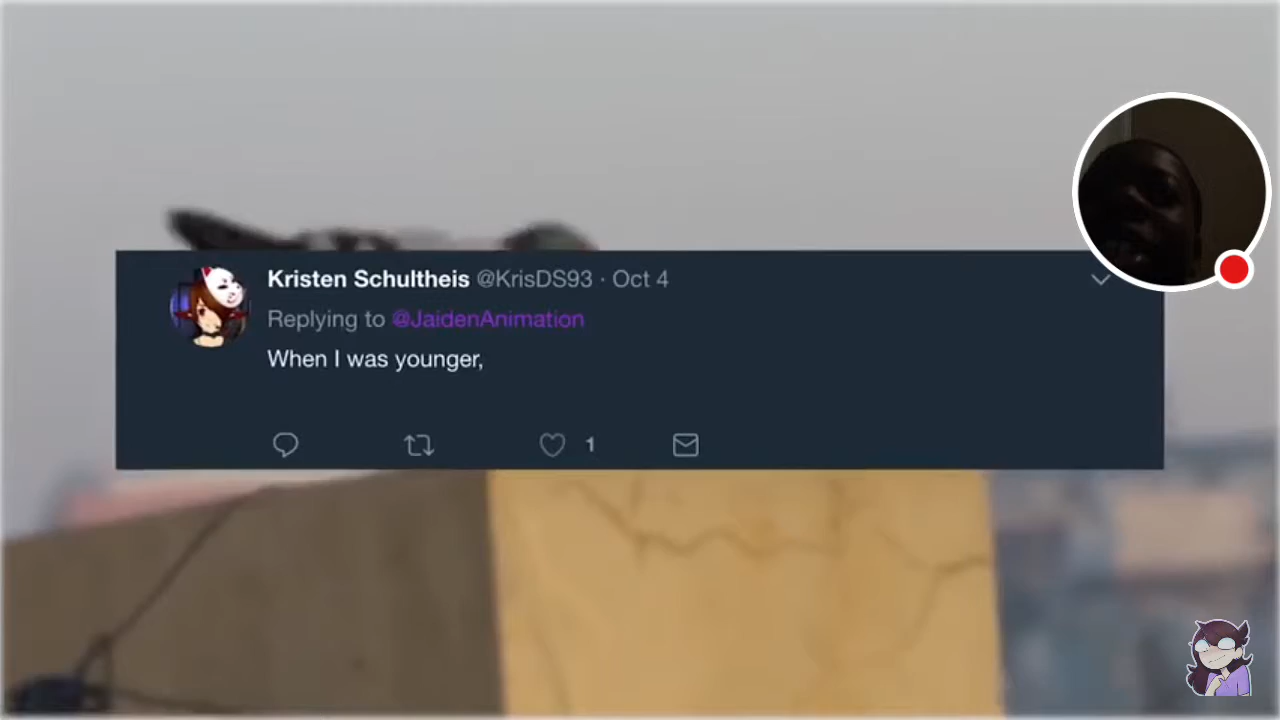 Kristen Schultheis @KrisDS93 · Oct 4
Replying to @JaidenAnimation
When I was younger,
1